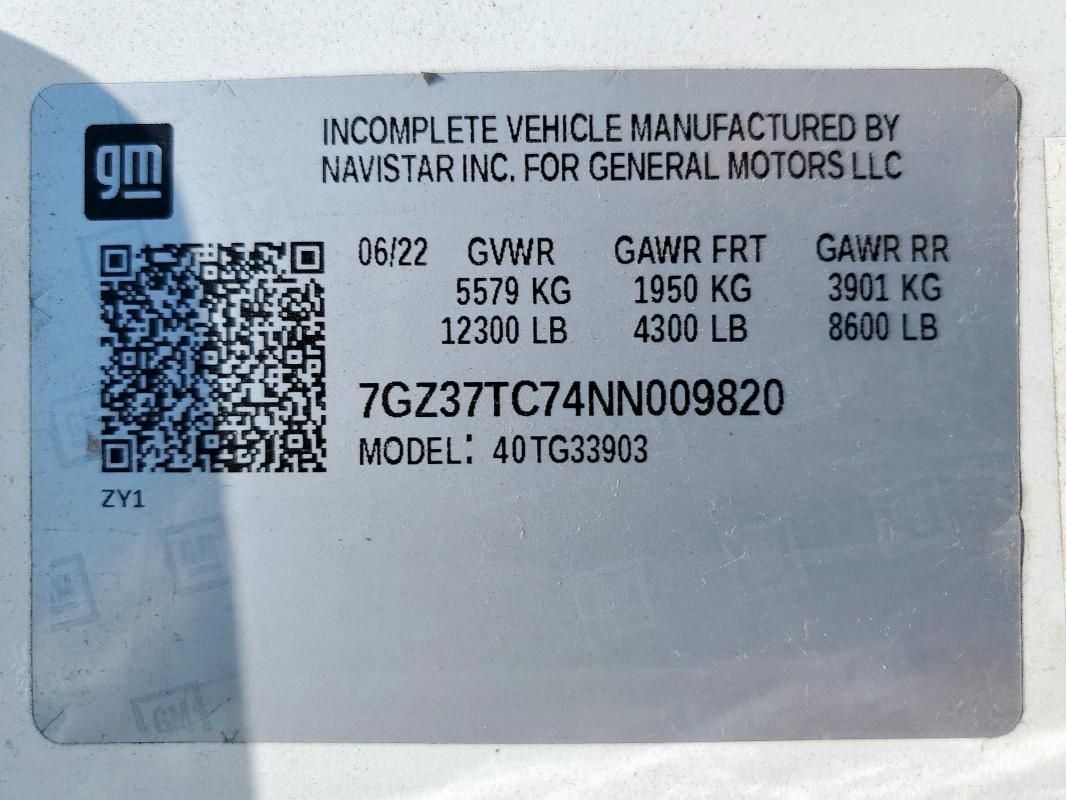 gm
INCOMPLETE VEHICLE MANUFACTURED BY
NAVISTAR INC. FOR GENERAL MOTORS LLC
06/22 GVWR GAWR FRT GAWR RR
5579 KG 1950 KG 3901 KG
12300 LB 4300 LB 8600 LB
7GZ37TC74NN009820
MODEL: 40TG33903
ZY1